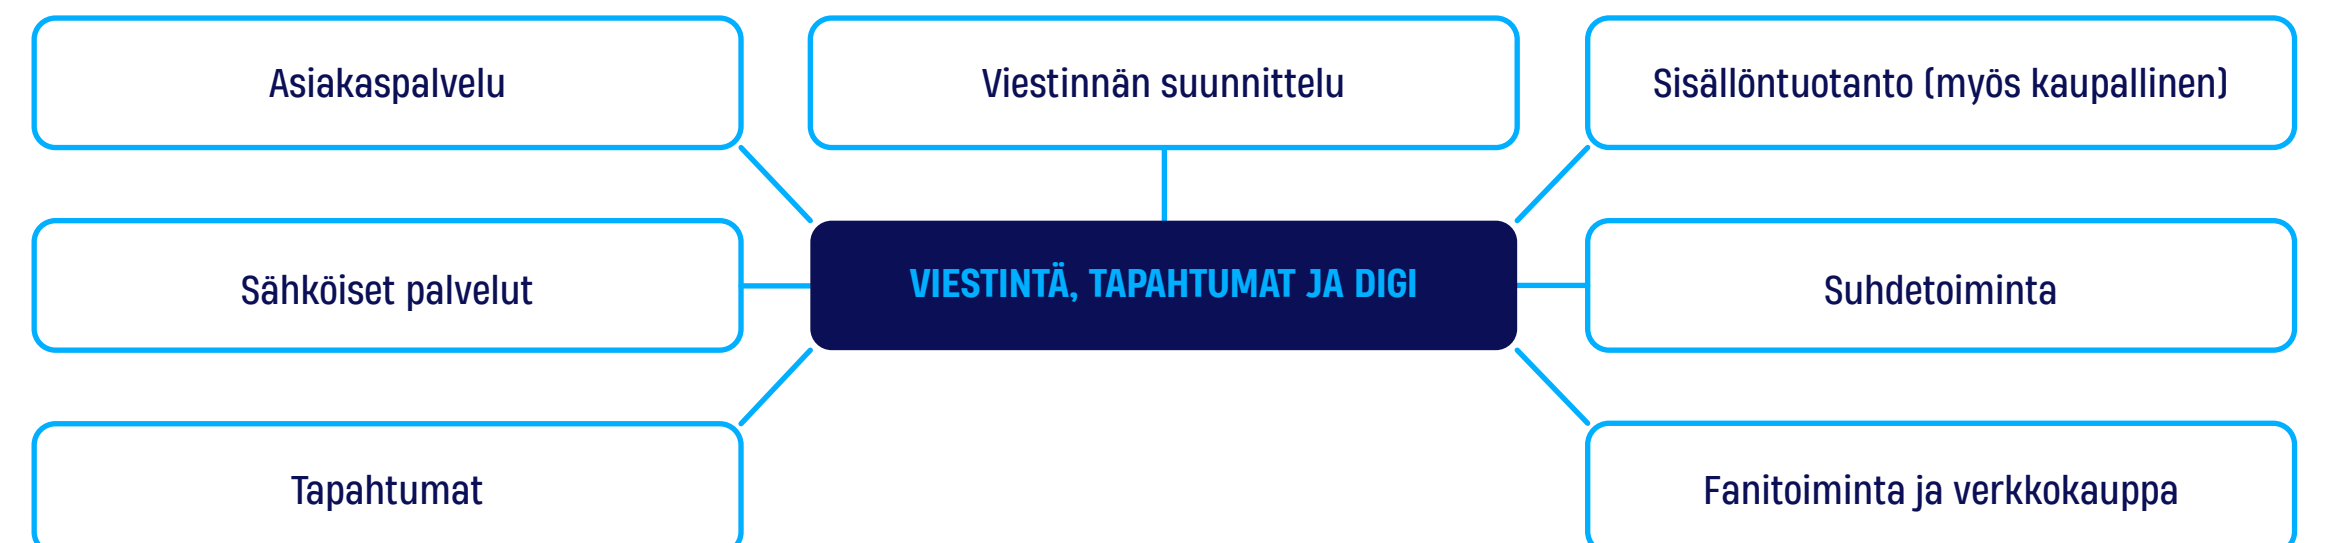 Asiakaspalvelu
Viestinnän suunnittelu
Sisällöntuotanto (myös kaupallinen)
Sähköiset palvelut
VIESTINTÄ, TAPAHTUMAT JA DIGI
Suhdetoiminta
Tapahtumat
Fanitoiminta ja verkkokauppa